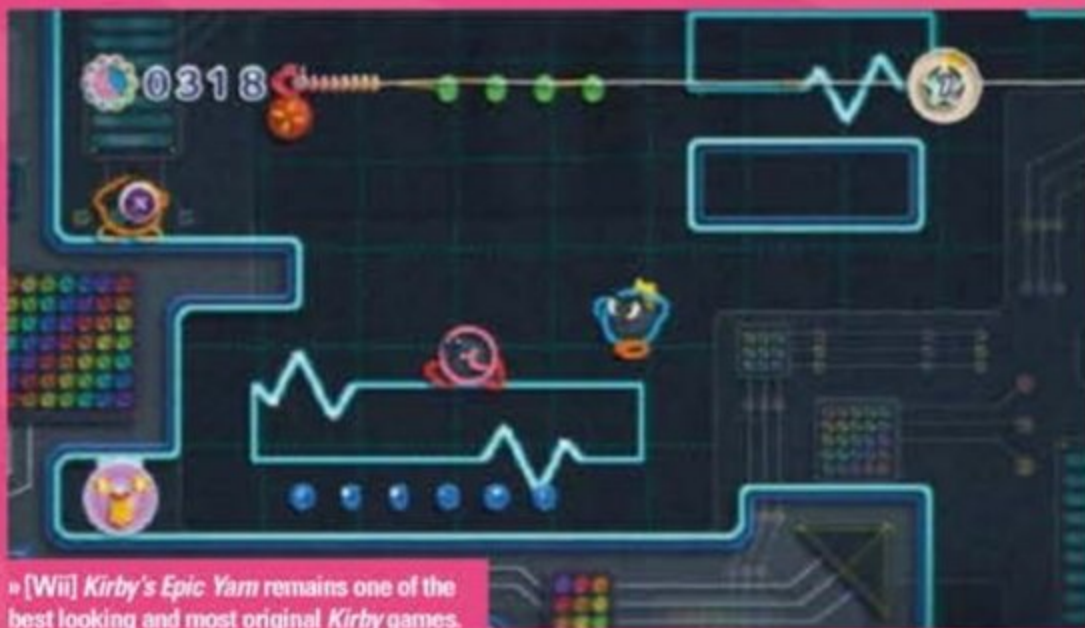 0318
» [Wii] Kirby's Epic Yarn remains one of the
best looking and most original Kirby games.